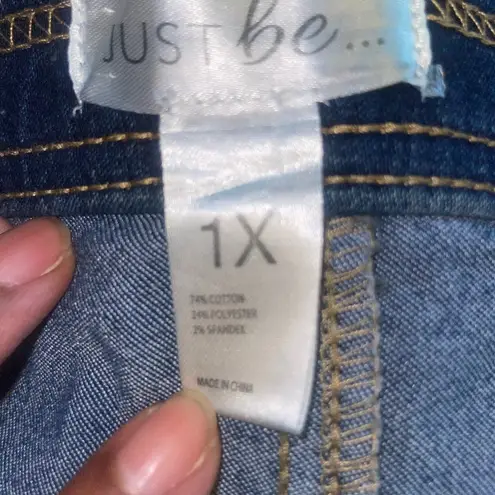 JUST be...
1X
74% COTTON
24% POLYESTER
2% SPANDEX
MADE IN CHINA